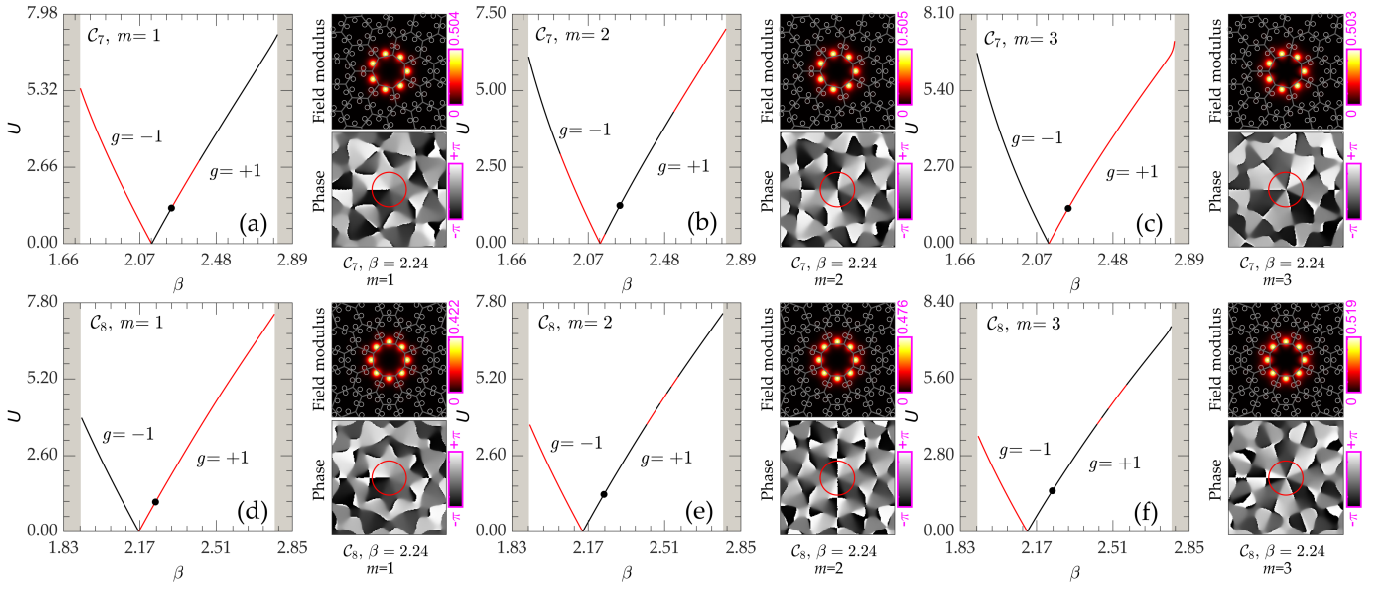 7.98
5.32
2.66
0.00
U
1.66
2.07
2.48
2.89
β
𝒞₇, m= 1
g= −1
g= +1
(a)
Field modulus
0
0.504
Phase
-π
+π
𝒞₇, β = 2.24
m=1
7.50
5.00
2.50
0.00
U
1.66
2.07
2.48
2.89
β
𝒞₇, m= 2
g= −1
g= +1
(b)
Field modulus
0
0.505
Phase
-π
+π
𝒞₇, β = 2.24
m=2
8.10
5.40
2.70
0.00
U
1.66
2.07
2.48
2.89
β
𝒞₇, m= 3
g= −1
g= +1
(c)
Field modulus
0
0.503
Phase
-π
+π
𝒞₇, β = 2.24
m=3
7.80
5.20
2.60
0.00
U
1.83
2.17
2.51
2.85
β
𝒞₈, m= 1
g= −1
g= +1
(d)
Field modulus
0
0.422
Phase
-π
+π
𝒞₈, β = 2.24
m=1
7.80
5.20
2.60
0.00
U
1.83
2.17
2.51
2.85
β
𝒞₈, m= 2
g= −1
g= +1
(e)
Field modulus
0
0.476
Phase
-π
+π
𝒞₈, β = 2.24
m=2
8.40
5.60
2.80
0.00
U
1.83
2.17
2.51
2.85
β
𝒞₈, m= 3
g= −1
g= +1
(f)
Field modulus
0
0.519
Phase
-π
+π
𝒞₈, β = 2.24
m=3